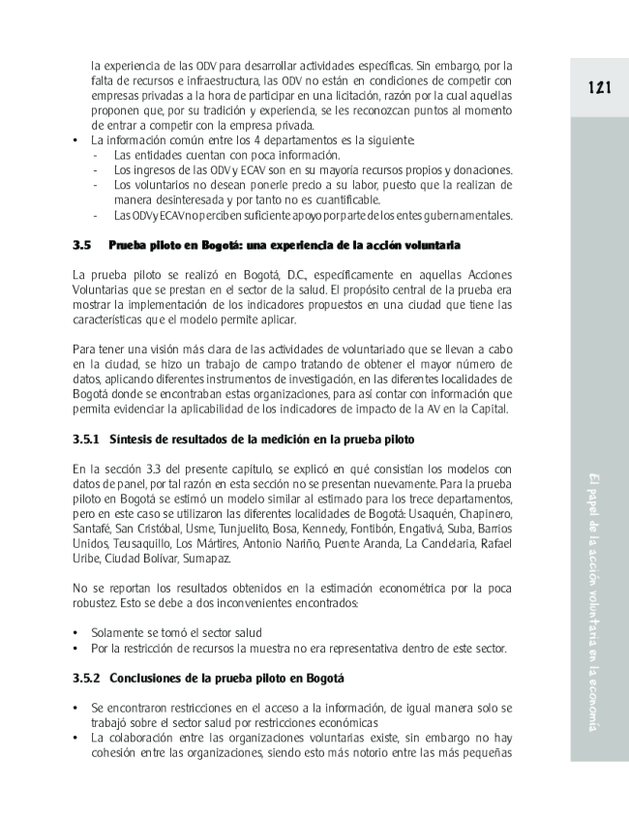 la experiencia de las ODV para desarrollar actividades específicas. Sin embargo, por la
falta de recursos e infraestructura, las ODV no están en condiciones de competir con
empresas privadas a la hora de participar en una licitación, razón por la cual aquellas
proponen que, por su tradición y experiencia, se les reconozcan puntos al momento
de entrar a competir con la empresa privada.
• La información común entre los 4 departamentos es la siguiente:
- Las entidades cuentan con poca información.
- Los ingresos de las ODV y ECAV son en su mayoría recursos propios y donaciones.
- Los voluntarios no desean ponerle precio a su labor, puesto que la realizan de
manera desinteresada y por tanto no es cuantificable.
- Las ODV y ECAV no perciben suficiente apoyo por parte de los entes gubernamentales.
3.5 Prueba piloto en Bogotá: una experiencia de la acción voluntaria
La prueba piloto se realizó en Bogotá, D.C., específicamente en aquellas Acciones
Voluntarias que se prestan en el sector de la salud. El propósito central de la prueba era
mostrar la implementación de los indicadores propuestos en una ciudad que tiene las
características que el modelo permite aplicar.
Para tener una visión más clara de las actividades de voluntariado que se llevan a cabo
en la ciudad, se hizo un trabajo de campo tratando de obtener el mayor número de
datos, aplicando diferentes instrumentos de investigación, en las diferentes localidades de
Bogotá donde se encontraban estas organizaciones, para así contar con información que
permita evidenciar la aplicabilidad de los indicadores de impacto de la AV en la Capital.
3.5.1 Síntesis de resultados de la medición en la prueba piloto
En la sección 3.3 del presente capítulo, se explicó en qué consistían los modelos con
datos de panel, por tal razón en esta sección no se presentan nuevamente. Para la prueba
piloto en Bogotá se estimó un modelo similar al estimado para los trece departamentos,
pero en este caso se utilizaron las diferentes localidades de Bogotá: Usaquén, Chapinero,
Santafé, San Cristóbal, Usme, Tunjuelito, Bosa, Kennedy, Fontibón, Engativá, Suba, Barrios
Unidos, Teusaquillo, Los Mártires, Antonio Nariño, Puente Aranda, La Candelaria, Rafael
Uribe, Ciudad Bolívar, Sumapaz.
No se reportan los resultados obtenidos en la estimación econométrica por la poca
robustez. Esto se debe a dos inconvenientes encontrados:
• Solamente se tomó el sector salud
• Por la restricción de recursos la muestra no era representativa dentro de este sector.
3.5.2 Conclusiones de la prueba piloto en Bogotá
• Se encontraron restricciones en el acceso a la información, de igual manera solo se
trabajó sobre el sector salud por restricciones económicas
• La colaboración entre las organizaciones voluntarias existe, sin embargo no hay
cohesión entre las organizaciones, siendo esto más notorio entre las más pequeñas
121
El papel de la acción voluntaria en la economía